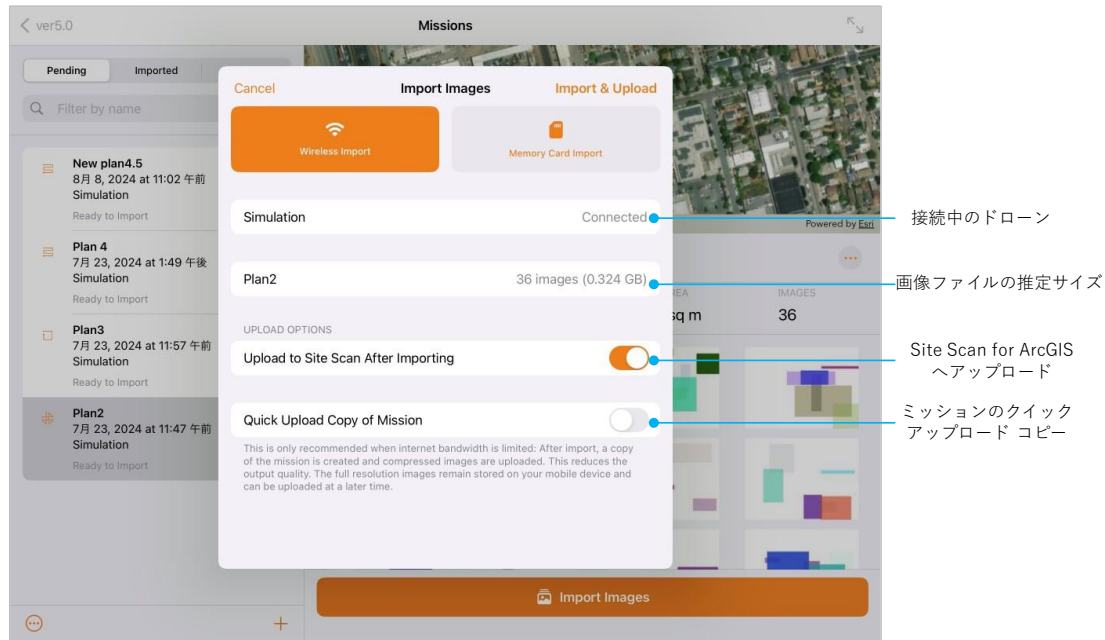 ver5.0
Missions
Pending
Imported
Filter by name
New plan4.5
8月 8, 2024 at 11:02 午前
Simulation
Ready to Import
Plan 4
7月 23, 2024 at 1:49 午後
Simulation
Ready to Import
Plan3
7月 23, 2024 at 11:57 午前
Simulation
Ready to Import
Plan2
7月 23, 2024 at 11:47 午前
Simulation
Ready to Import
Cancel
Import Images
Import & Upload
Wireless Import
Memory Card Import
Simulation
Connected
Plan2
36 images (0.324 GB)
UPLOAD OPTIONS
Upload to Site Scan After Importing
Quick Upload Copy of Mission
This is only recommended when internet bandwidth is limited: After import, a copy
of the mission is created and compressed images are uploaded. This reduces the
output quality. The full resolution images remain stored on your mobile device and
can be uploaded at a later time.
Powered by Esri
IMAGES
sq m
36
Import Images
接続中のドローン
画像ファイルの推定サイズ
Site Scan for ArcGIS
へアップロード
ミッションのクイック
アップロード コピー